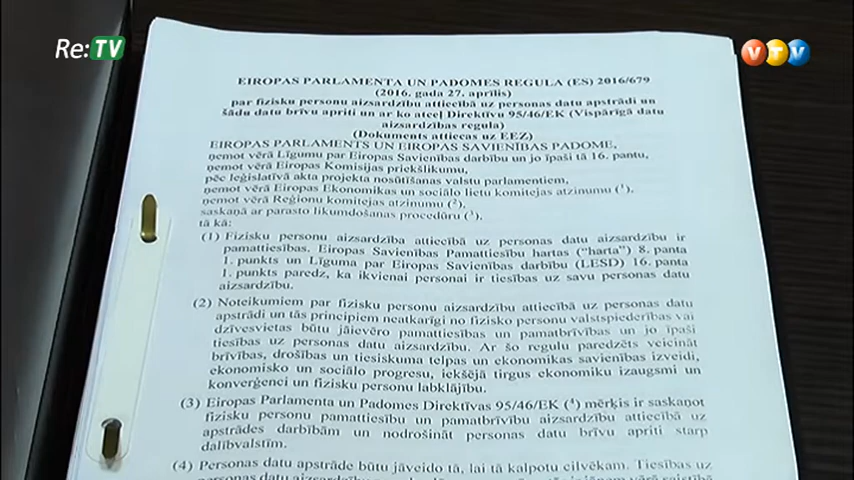 Re:TV
VTV
EIROPAS PARLAMENTA UN PADOMES REGULA (ES) 2016/679
(2016. gada 27. aprīlis)
par fizisku personu aizsardzību attiecībā uz personas datu apstrādi un
šādu datu brīvu apriti un ar ko atceļ Direktīvu 95/46/EK (Vispārīgā datu
aizsardzības regula)
(Dokuments attiecas uz EEZ)
EIROPAS PARLAMENTS UN EIROPAS SAVIENĪBAS PADOME,
ņemot vērā Līgumu par Eiropas Savienības darbību un jo īpaši tā 16. pantu,
ņemot vērā Eiropas Komisijas priekšlikumu,
pēc leģislatīvā akta projekta nosūtīšanas valstu parlamentiem,
ņemot vērā Eiropas Ekonomikas un sociālo lietu komitejas atzinumu (¹),
ņemot vērā Reģionu komitejas atzinumu (²),
saskaņā ar parasto likumdošanas procedūru (³),
tā kā:
(1) Fizisku personu aizsardzība attiecībā uz personas datu aizsardzību ir
pamattiesības. Eiropas Savienības Pamattiesību hartas (“harta”) 8. panta
1. punkts un Līguma par Eiropas Savienības darbību (LESD) 16. panta
1. punkts paredz, ka ikvienai personai ir tiesības uz savu personas datu
aizsardzību.
(2) Noteikumiem par fizisku personu aizsardzību attiecībā uz personas datu
apstrādi un tās principiem neatkarīgi no fizisko personu valstspiederības vai
dzīvesvietas būtu jāievēro pamattiesības un pamatbrīvības un jo īpaši
tiesības uz personas datu aizsardzību. Ar šo regulu paredzēts veicināt
brīvības, drošības un tiesiskuma telpas un ekonomikas savienības izveidi,
ekonomisko un sociālo progresu, iekšējā tirgus ekonomiku izaugsmi un
konverģenci un fizisku personu labklājību.
(3) Eiropas Parlamenta un Padomes Direktīvas 95/46/EK (⁴) mērķis ir saskaņot
fizisku personu pamattiesību un pamatbrīvību aizsardzību attiecībā uz
apstrādes darbībām un nodrošināt personas datu brīvu apriti starp
dalībvalstīm.
(4) Personas datu apstrāde būtu jāveido tā, lai tā kalpotu cilvēkam. Tiesības uz
personas datu aizsardzību